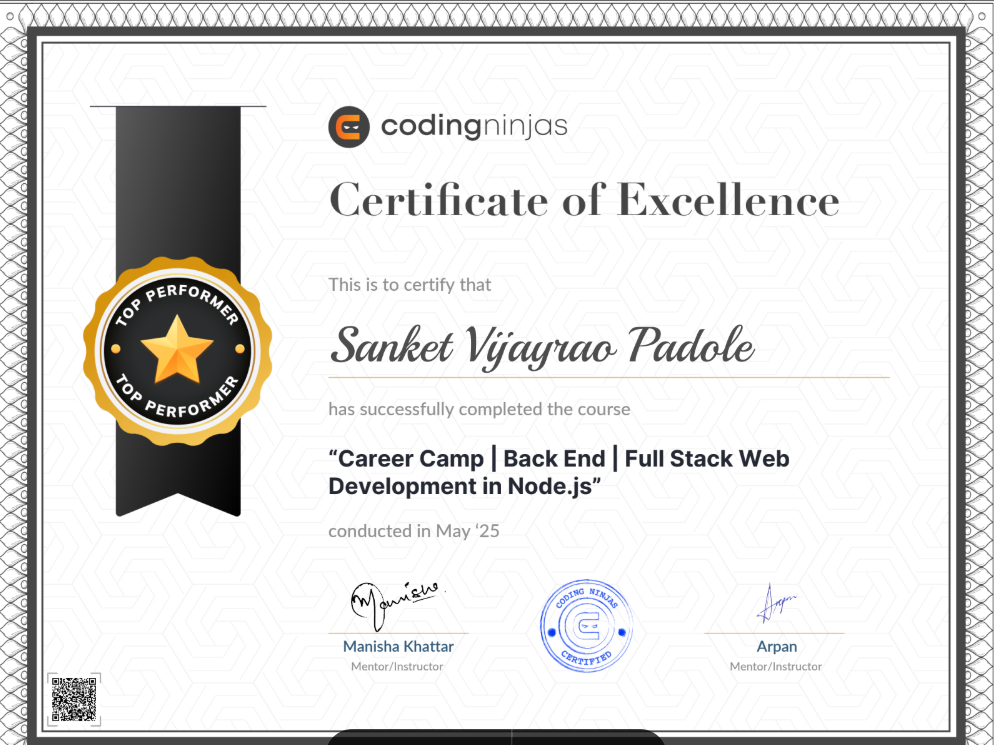 codingninjas
Certificate of Excellence
This is to certify that
Sanket Vijayrao Padole
has successfully completed the course
“Career Camp | Back End | Full Stack Web
Development in Node.js”
conducted in May ‘25
TOP PERFORMER
TOP PERFORMER
Manisha
Manisha Khattar
Mentor/Instructor
CODING NINJAS
CERTIFIED
Arpan
Arpan
Mentor/Instructor